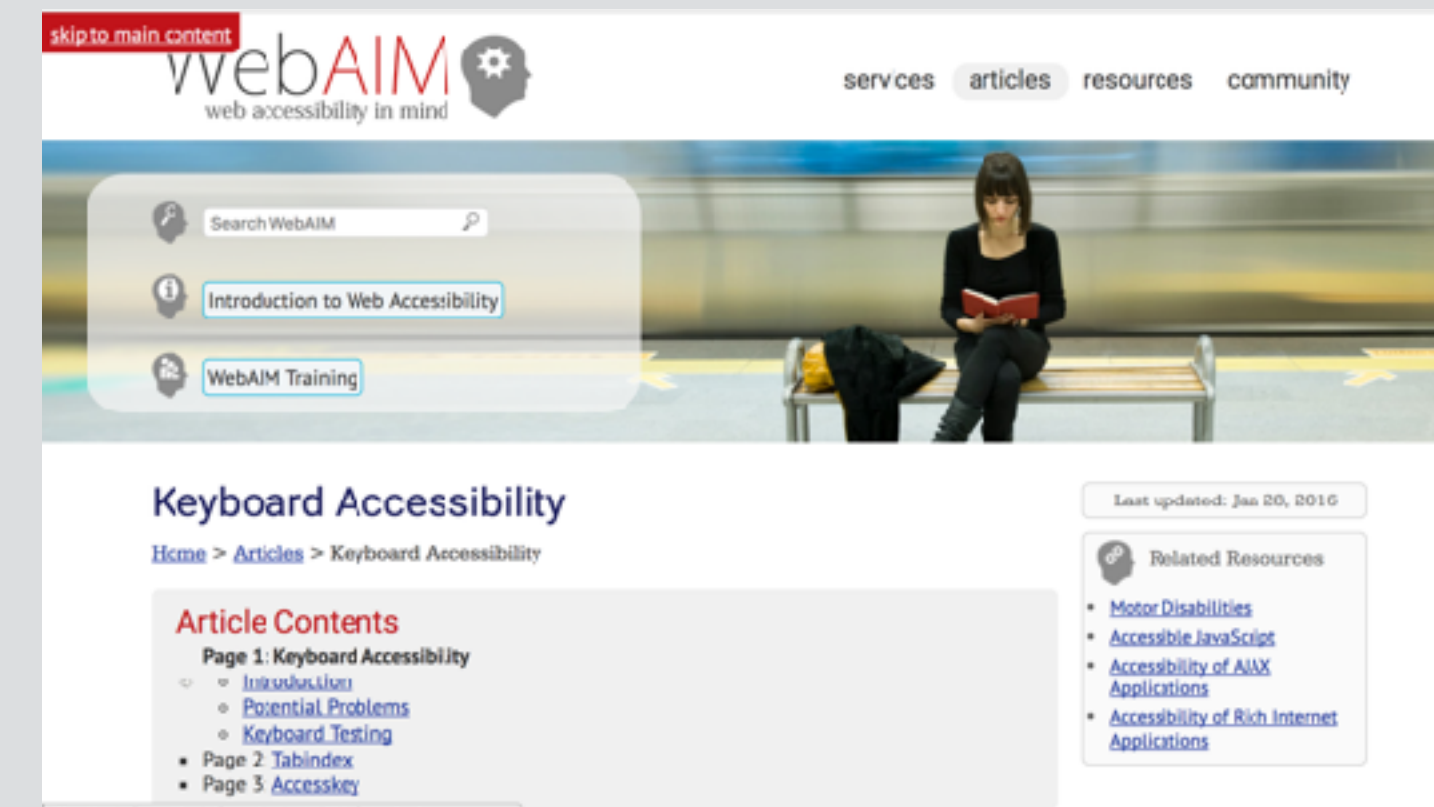 skip to main content
WebAIM
web accessibility in mind
services articles resources community
Search WebAIM
Introduction to Web Accessibility
WebAIM Training
Keyboard Accessibility
Home > Articles > Keyboard Accessibility
Article Contents
Page 1: Keyboard Accessibility
Introduction
Potential Problems
Keyboard Testing
Page 2 Tabindex
Page 3 Accesskey
Last updated: Jan 20, 2016
Related Resources
Motor Disabilities
Accessible JavaScript
Accessibility of AJAX
Applications
Accessibility of Rich Internet
Applications